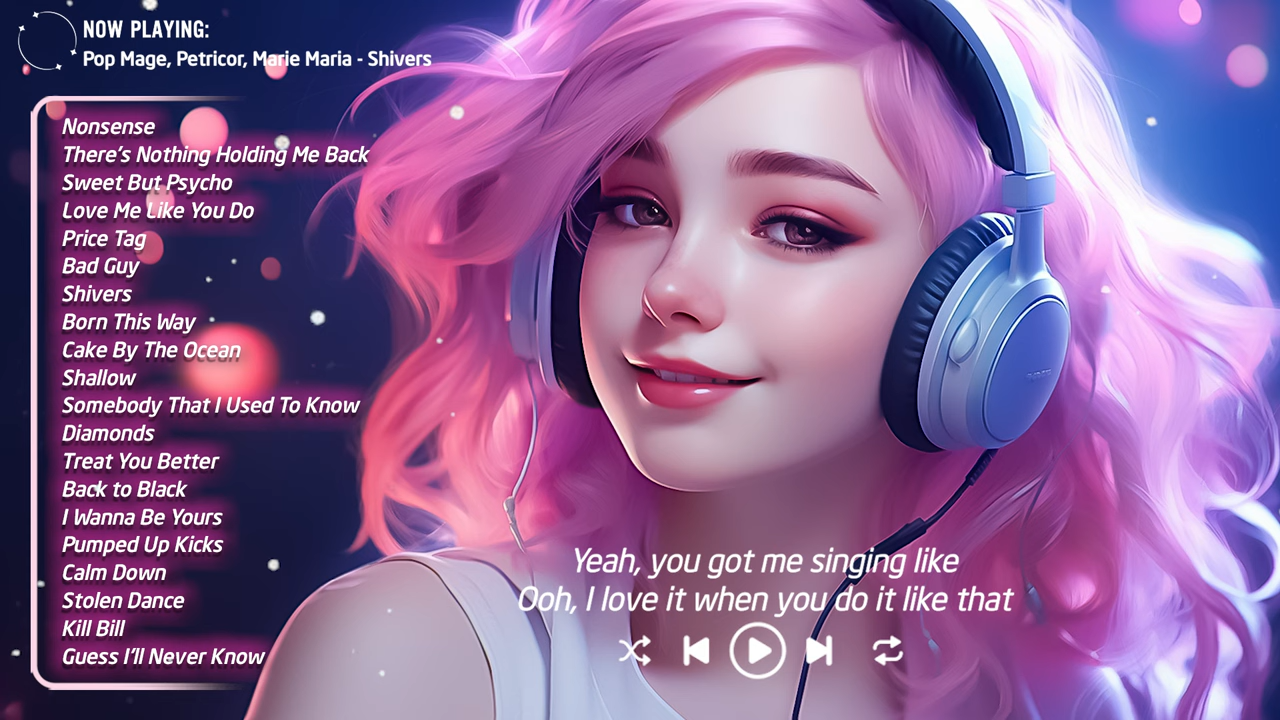 NOW PLAYING:
Pop Mage, Petricor, Marie Maria - Shivers
Nonsense
There's Nothing Holding Me Back
Sweet But Psycho
Love Me Like You Do
Price Tag
Bad Guy
Shivers
Born This Way
Cake By The Ocean
Shallow
Somebody That I Used To Know
Diamonds
Treat You Better
Back to Black
I Wanna Be Yours
Pumped Up Kicks
Calm Down
Stolen Dance
Kill Bill
Guess I'll Never Know
Yeah, you got me singing like
Ooh, I love it when you do it like that